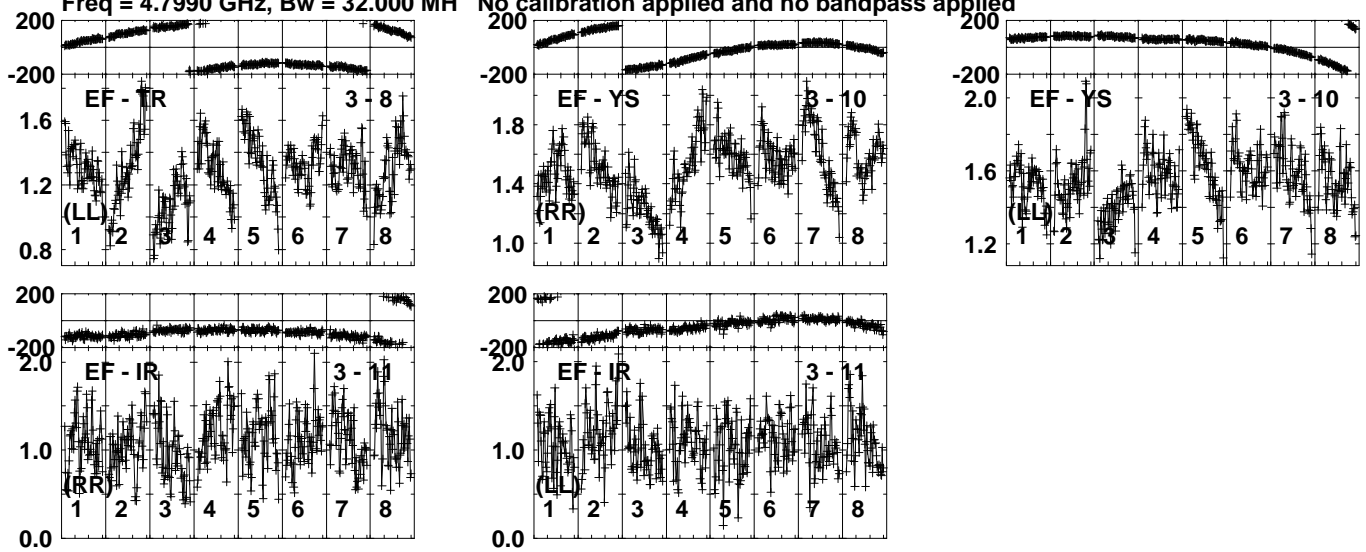 Freq = 4.7990 GHz, Bw = 32.000 MH No calibration applied and no bandpass applied
200
-200
EF - TR 3 - 8
1.6
1.2
0.8
(LL)
1 2 3 4 5 6 7 8
200
-200
EF - YS 3 - 10
1.8
1.4
1.0
(RR)
1 2 3 4 5 6 7 8
200
-200
EF - YS 3 - 10
2.0
1.6
1.2
(LL)
1 2 3 4 5 6 7 8
200
-200
EF - IR 3 - 11
2.0
1.0
0.0
(RR)
1 2 3 4 5 6 7 8
200
-200
EF - IR 3 - 11
2.0
1.0
0.0
(LL)
1 2 3 4 5 6 7 8